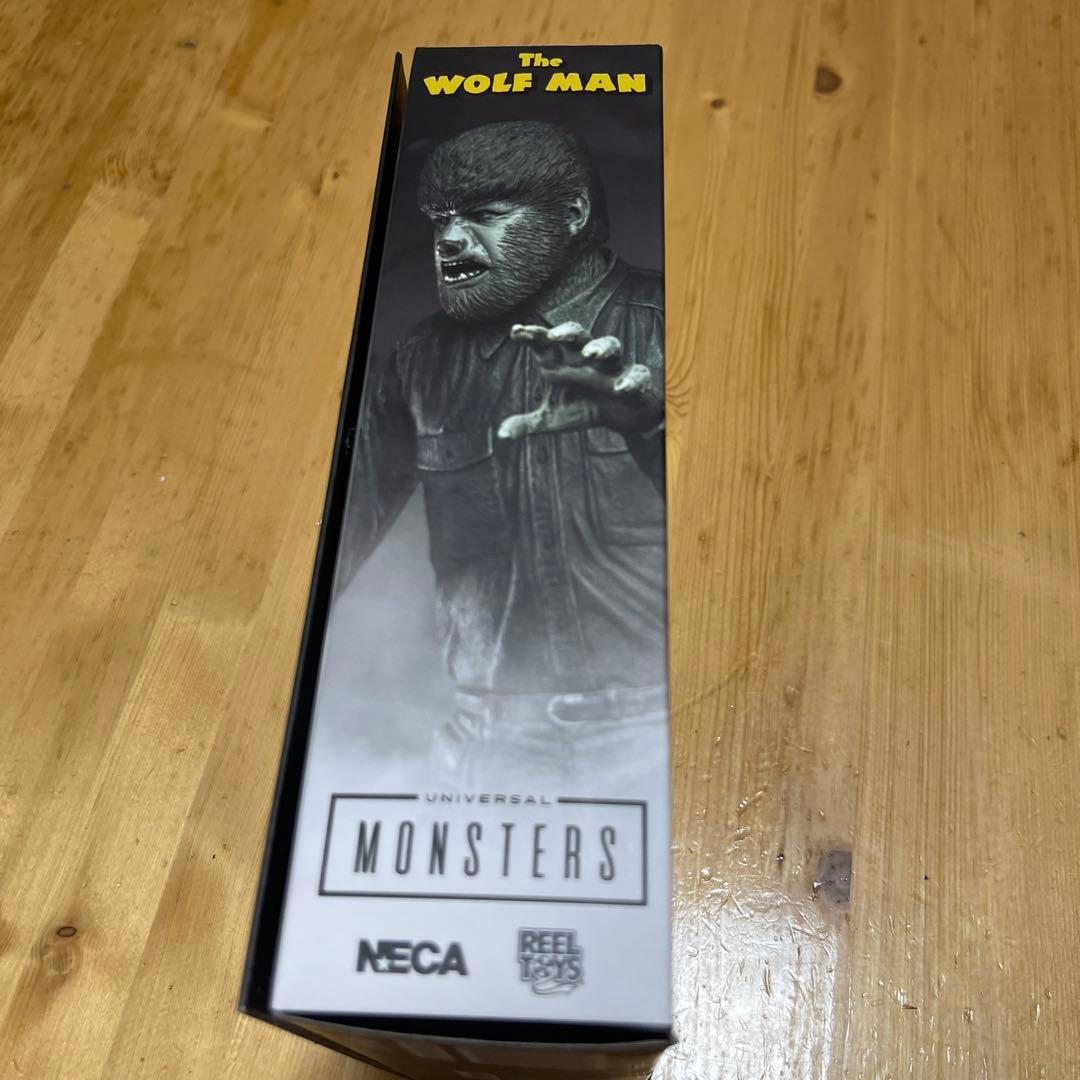 The
WOLF MAN
UNIVERSAL
MONSTERS
NECA
REEL
TOYS